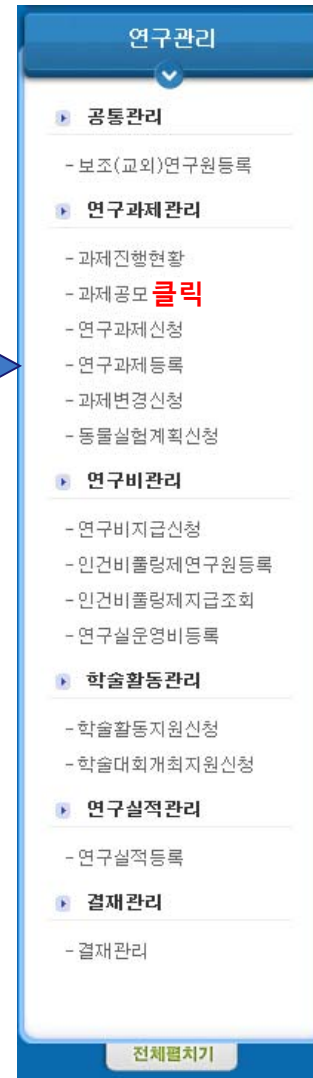 연구관리
공통관리
-보조(교외)연구원등록
연구과제관리
-과제진행현황
-과제공모 클릭
-연구과제신청
-연구과제등록
-과제변경신청
-동물실험계획신청
연구비관리
-연구비지급신청
-인건비풀링제연구원등록
-인건비풀링제지급조회
-연구실운영비등록
학술활동관리
-학술활동지원신청
-학술대회개최지원신청
연구실적관리
-연구실적등록
결재관리
-결재관리
전체펼치기